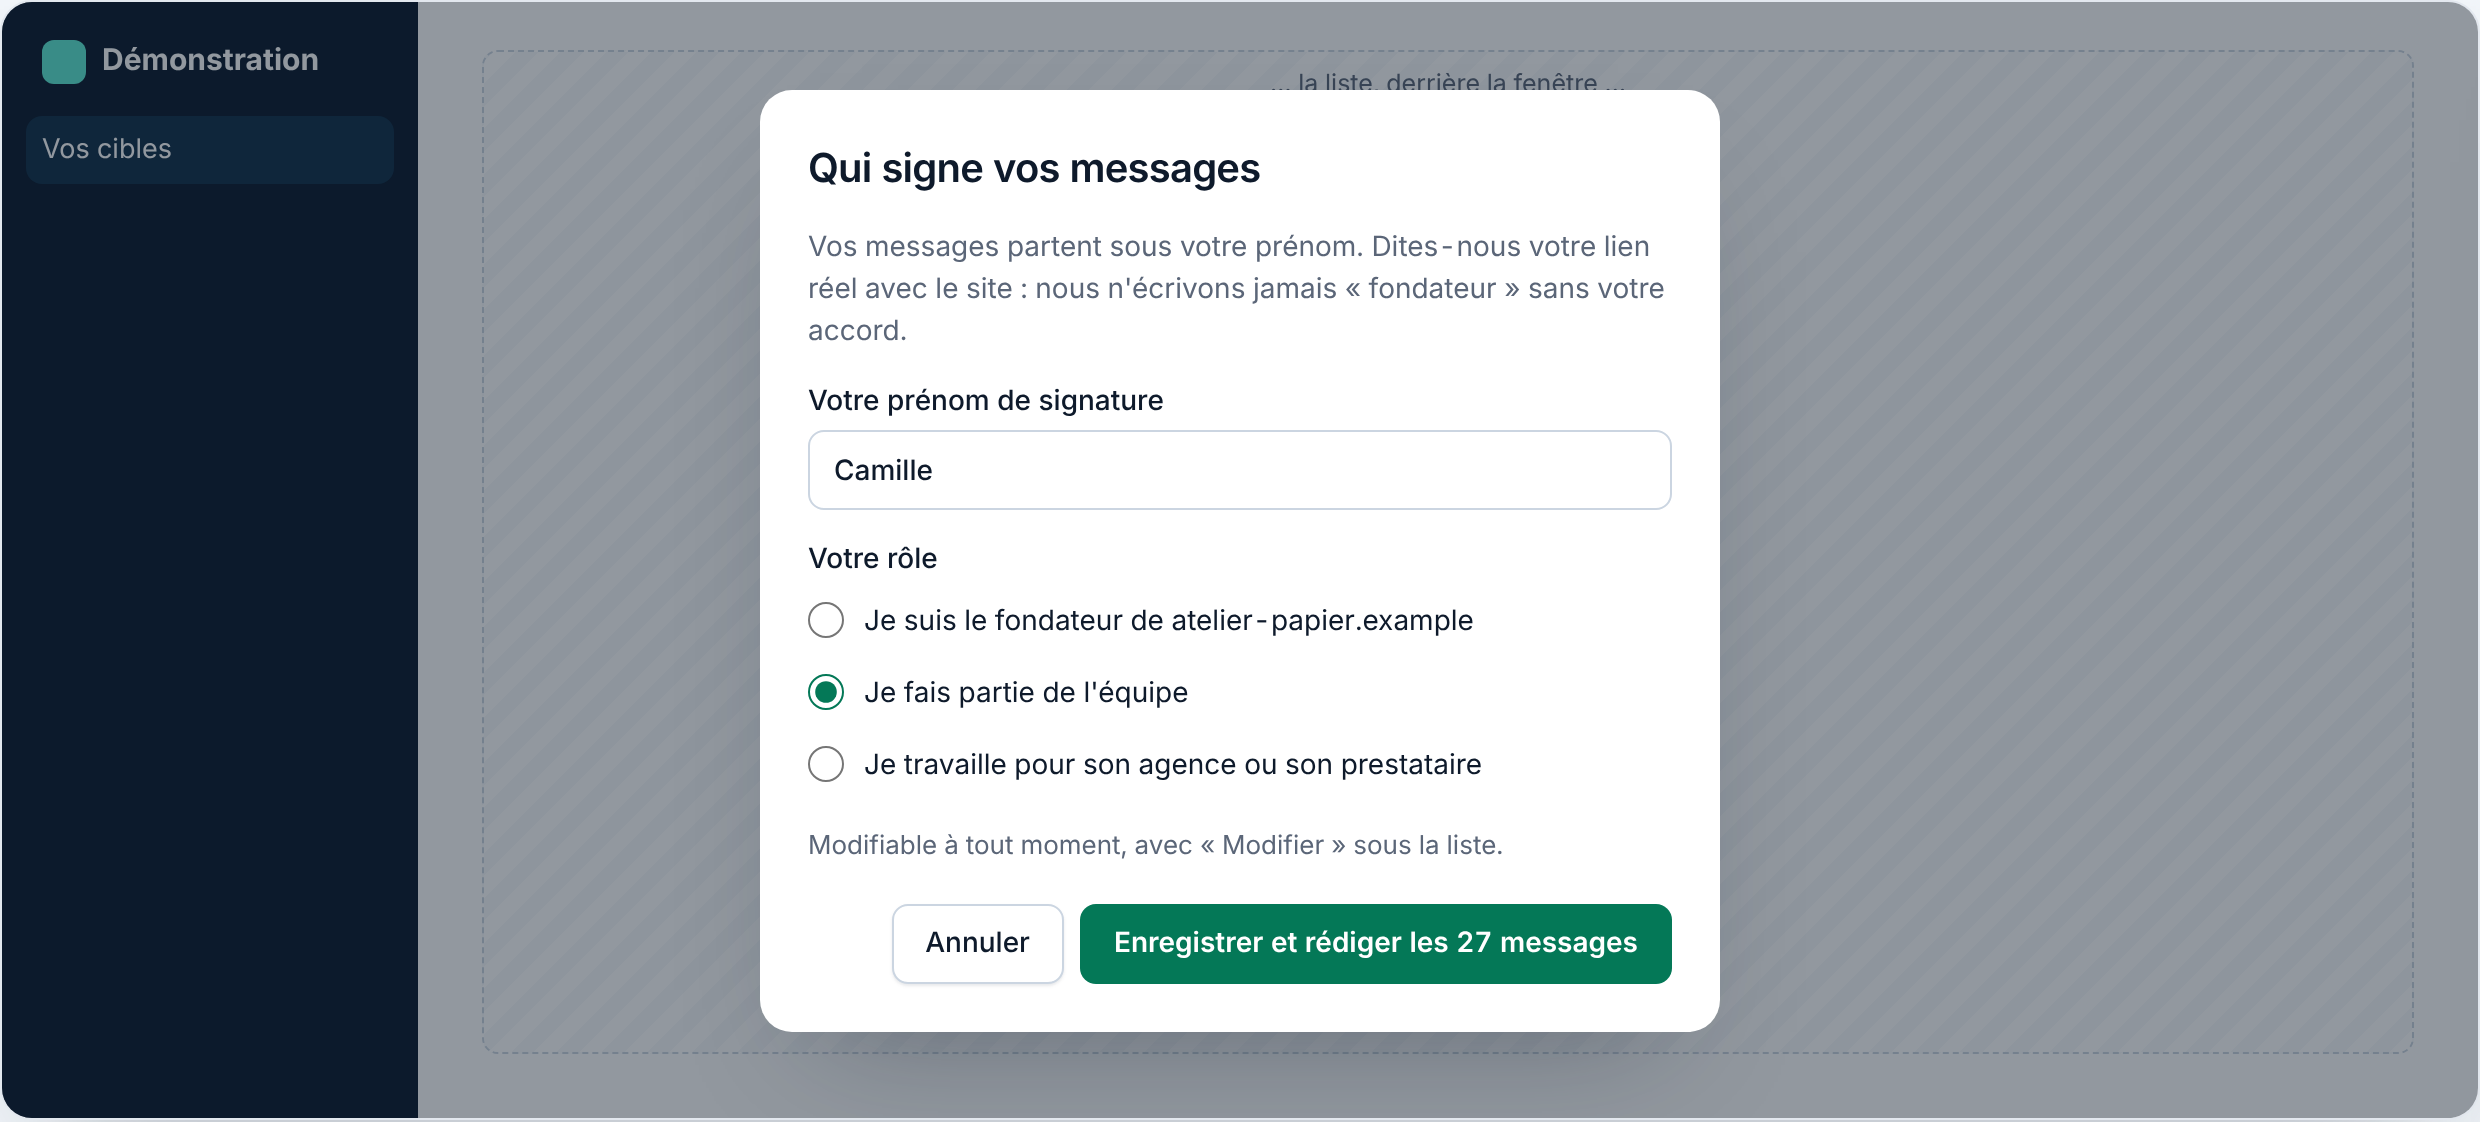 Démonstration
Vos cibles
... la liste, derrière la fenêtre ...
Qui signe vos messages
Vos messages partent sous votre prénom. Dites-nous votre lien
réel avec le site : nous n'écrivons jamais « fondateur » sans votre
accord.
Votre prénom de signature
Camille
Votre rôle
Je suis le fondateur de atelier-papier.example
Je fais partie de l'équipe
Je travaille pour son agence ou son prestataire
Modifiable à tout moment, avec « Modifier » sous la liste.
Annuler
Enregistrer et rédiger les 27 messages